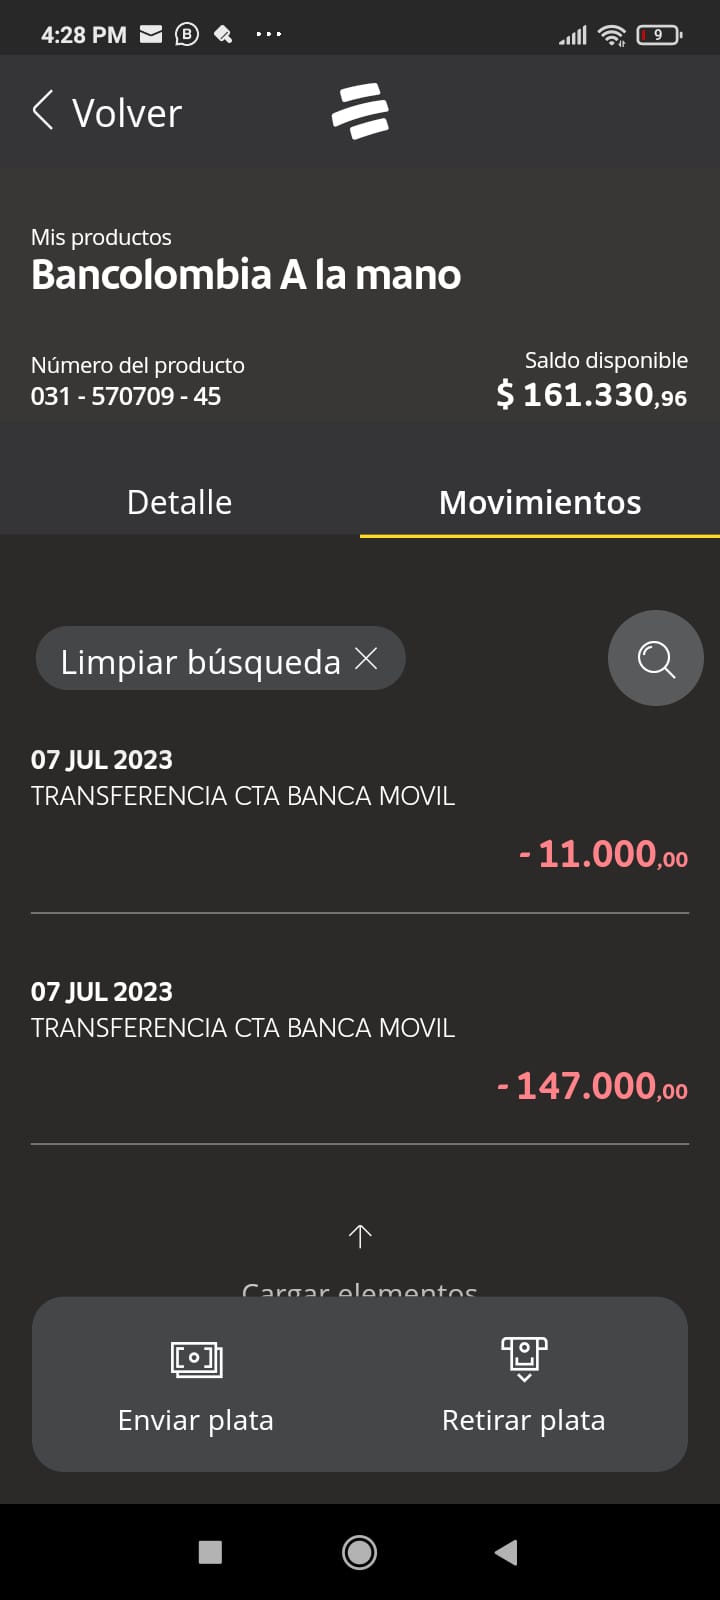 4:28 PM
9
Volver
Mis productos
Bancolombia A la mano
Número del producto
031 - 570709 - 45
Saldo disponible
$ 161.330,96
Detalle
Movimientos
Limpiar búsqueda
07 JUL 2023
TRANSFERENCIA CTA BANCA MOVIL
- 11.000,00
07 JUL 2023
TRANSFERENCIA CTA BANCA MOVIL
- 147.000,00
Cargar elementos
Enviar plata
Retirar plata